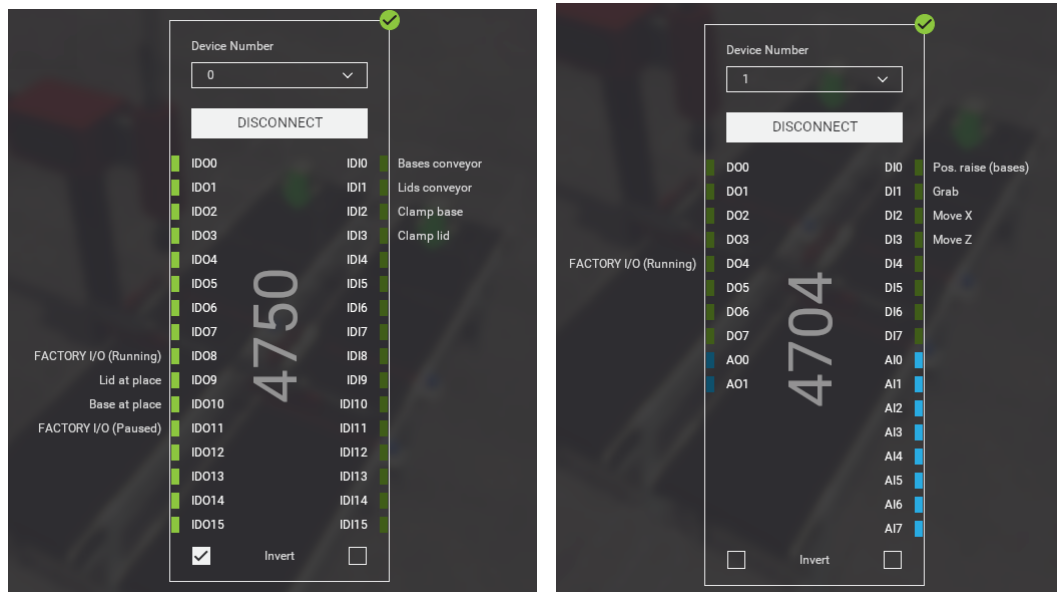 Device Number
0
DISCONNECT
IDO0 IDI0 Bases conveyor
IDO1 IDI1 Lids conveyor
IDO2 IDI2 Clamp base
IDO3 IDI3 Clamp lid
IDO4 IDI4
IDO5 IDI5
IDO6 IDI6
IDO7 IDI7
FACTORY I/O (Running) IDO8 IDI8
Lid at place IDO9 IDI9
Base at place IDO10 IDI10
FACTORY I/O (Paused) IDO11 IDI11
IDO12 IDI12
IDO13 IDI13
IDO14 IDI14
IDO15 IDI15
4750
Invert
Device Number
1
DISCONNECT
DO0 DI0 Pos. raise (bases)
DO1 DI1 Grab
DO2 DI2 Move X
DO3 DI3 Move Z
FACTORY I/O (Running) DO4 DI4
DO5 DI5
DO6 DI6
DO7 DI7
AO0 AI0
AO1 AI1
AI2
AI3
AI4
AI5
AI6
AI7
4704
Invert